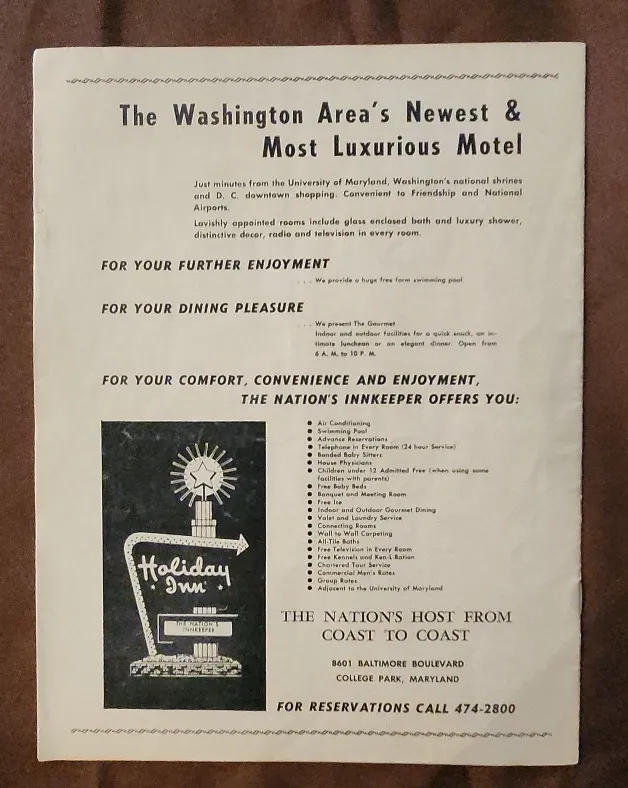 The Washington Area's Newest &
Most Luxurious Motel
Just minutes from the University of Maryland, Washington's national shrines
and D. C. downtown shopping. Convenient to Friendship and National
Airports.
Lavishly appointed rooms include glass enclosed bath and luxury shower,
distinctive decor, radio and television in every room.
FOR YOUR FURTHER ENJOYMENT
. . . We provide a huge free form swimming pool
FOR YOUR DINING PLEASURE
. . . We present The Gourmet
Indoor and outdoor facilities for a quick snack, an in-
timate luncheon or an elegant dinner. Open from
6 A. M. to 10 P. M.
FOR YOUR COMFORT, CONVENIENCE AND ENJOYMENT,
THE NATION'S INNKEEPER OFFERS YOU:
● Air Conditioning
● Swimming Pool
● Advance Reservations
● Telephone in Every Room (24 hour Service)
● Bonded Baby Sitters
● House Physicians
● Children under 12 Admitted Free (when using same
facilities with parents)
● Free Baby Beds
● Banquet and Meeting Room
● Free Ice
● Indoor and Outdoor Gourmet Dining
● Valet and Laundry Service
● Connecting Rooms
● Wall to Wall Carpeting
● All-Tile Baths
● Free Television in Every Room
● Free Kennels and Ken-L-Ration
● Chartered Tour Service
● Commercial Men's Rates
● Group Rates
● Adjacent to the University of Maryland
Holiday
Inn
THE NATION'S
INNKEEPER
THE NATION'S HOST FROM
COAST TO COAST
8601 BALTIMORE BOULEVARD
COLLEGE PARK, MARYLAND
FOR RESERVATIONS CALL 474-2800